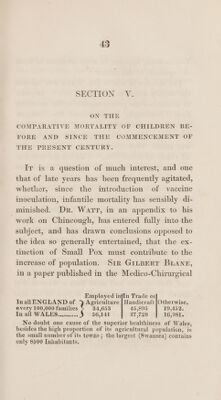 43
SECTION V.
ON THE
COMPARATIVE MORTALITY OF CHILDREN BE-
FORE AND SINCE THE COMMENCEMENT OF
THE PRESENT CENTURY.
IT is a question of much interest, and one
that of late years has been frequently agitated,
whether, since the introduction of vaccine
inoculation, infantile mortality has sensibly di-
minished. DR. WATT, in an appendix to his
work on Chincough, has entered fully into the
subject, and has drawn conclusions opposed to
the idea so generally entertained, that the ex-
tinction of Small Pox must contribute to the
increase of population. SIR GILBERT BLANE,
in a paper published in the Medico-Chirurgical
Employed in In Trade or
In all ENGLAND of Agriculture Handicraft Otherwise.
every 100,000 families 34,653 45,895 19,452.
In all WALES 56,141 27,728 16,981.
No doubt one cause of the superior healthiness of Wales,
besides the high proportion of its agricultural population, is
the small number of its towns; the largest (Swansea) contains
only 8500 Inhabitants.